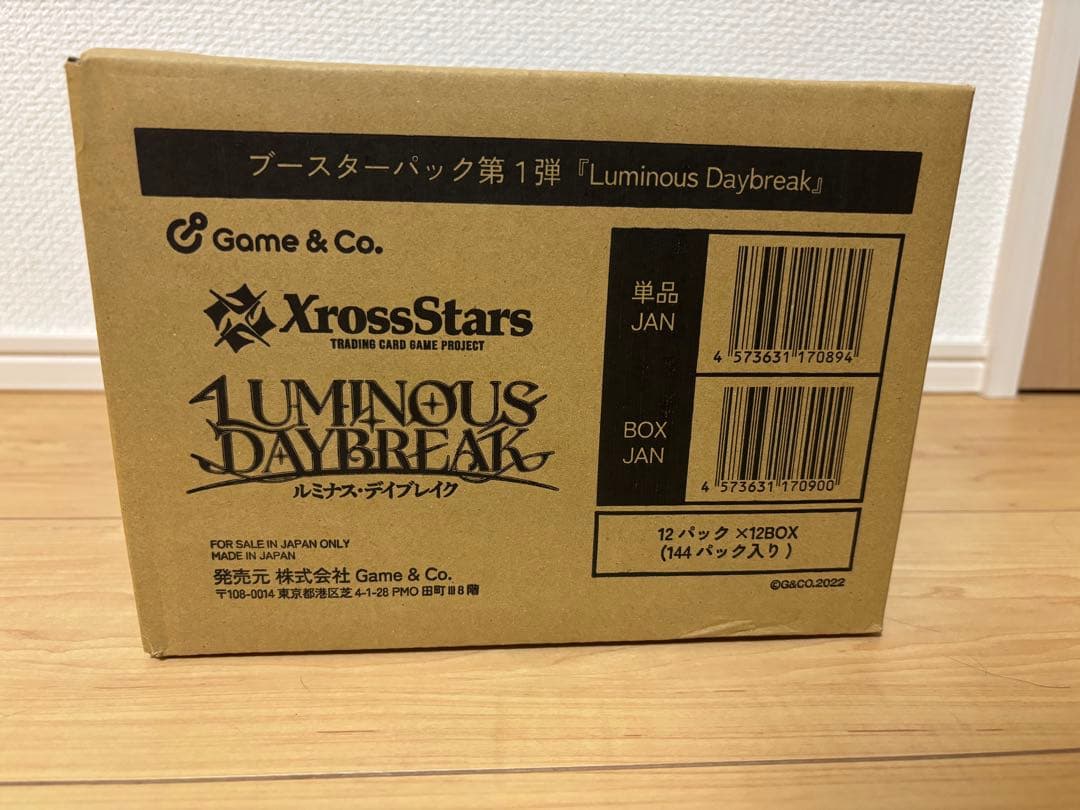 ブースターパック第1弾『Luminous Daybreak』
Game & Co.
XrossStars
TRADING CARD GAME PROJECT
LUMINOUS
DAYBREAK
ルミナス・デイブレイク
FOR SALE IN JAPAN ONLY
MADE IN JAPAN
発売元 株式会社 Game & Co.
〒108-0014 東京都港区芝 4-1-28 PMO 田町Ⅲ8階
単品
JAN
4 573631 170894
BOX
JAN
4 573631 170900
12 パック ×12BOX
(144 パック入り)
©G&CO.2022